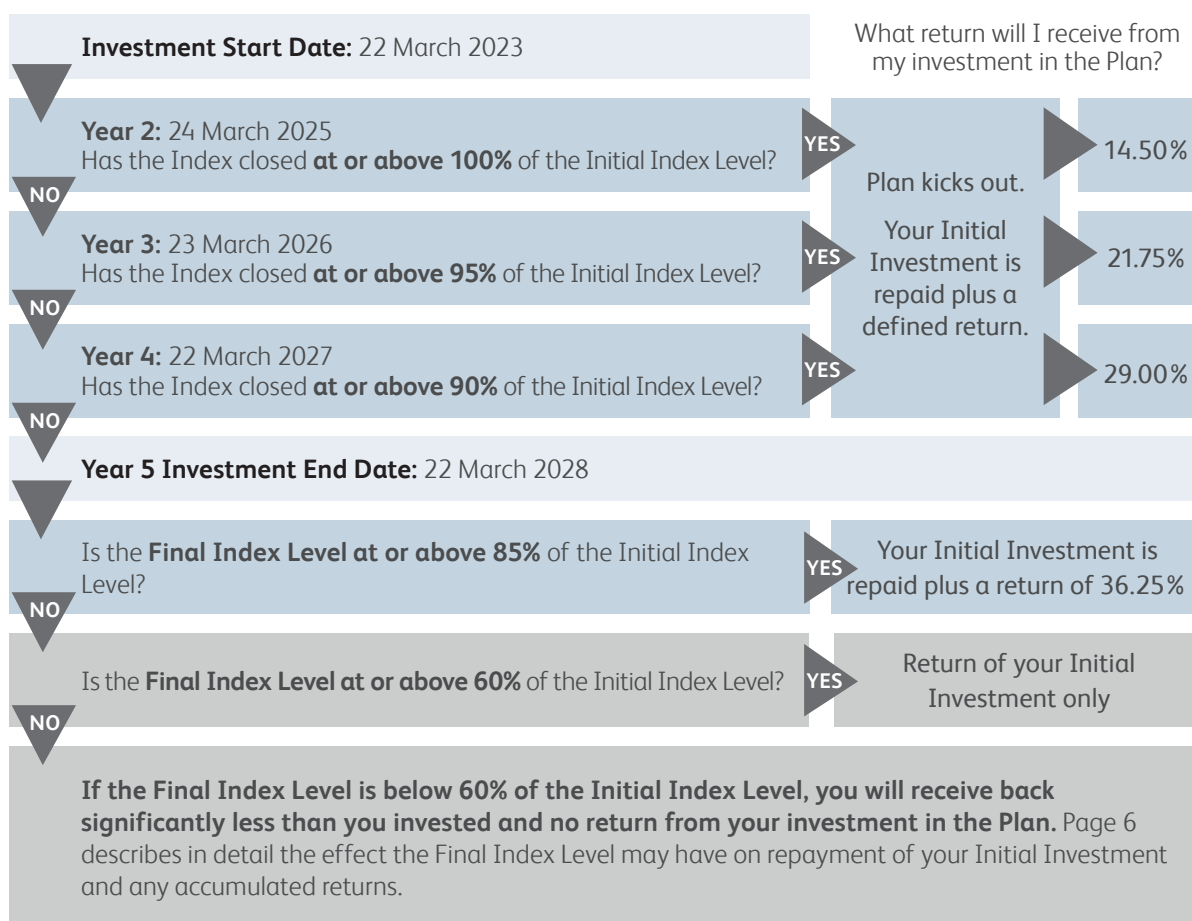 Investment Start Date: 22 March 2023
What return will I receive from
my investment in the Plan?
Year 2: 24 March 2025
Has the Index closed at or above 100% of the Initial Index Level?
YES
14.50%
NO
Plan kicks out.
Your Initial
Investment is
repaid plus a
defined return.
Year 3: 23 March 2026
Has the Index closed at or above 95% of the Initial Index Level?
YES
21.75%
NO
Year 4: 22 March 2027
Has the Index closed at or above 90% of the Initial Index Level?
YES
29.00%
NO
Year 5 Investment End Date: 22 March 2028
Is the Final Index Level at or above 85% of the Initial Index
Level?
YES
Your Initial Investment is
repaid plus a return of 36.25%
NO
Is the Final Index Level at or above 60% of the Initial Index Level?
YES
Return of your Initial
Investment only
NO
If the Final Index Level is below 60% of the Initial Index Level, you will receive back
significantly less than you invested and no return from your investment in the Plan. Page 6
describes in detail the effect the Final Index Level may have on repayment of your Initial Investment
and any accumulated returns.